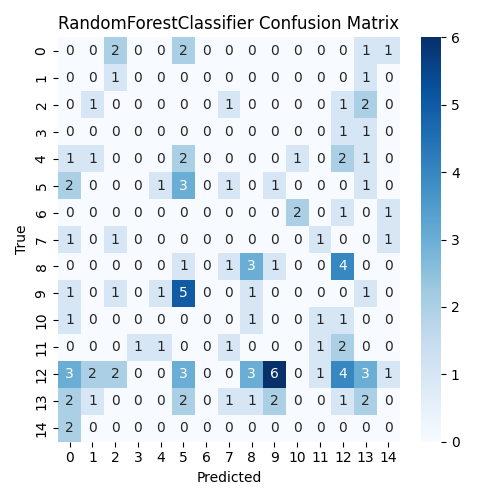 RandomForestClassifier Confusion Matrix
0 0 0 2 0 0 2 0 0 0 0 0 0 0 1 1
1 0 0 1 0 0 0 0 0 0 0 0 0 0 1 0
2 0 1 0 0 0 0 0 1 0 0 0 0 1 2 0
3 0 0 0 0 0 0 0 0 0 0 0 0 1 1 0
4 1 1 0 0 0 2 0 0 0 0 1 0 2 1 0
5 2 0 0 0 1 3 0 1 0 1 0 0 0 1 0
6 0 0 0 0 0 0 0 0 0 0 2 0 1 0 1
7 1 0 1 0 0 0 0 0 0 0 0 1 0 0 1
8 0 0 0 0 0 1 0 1 3 1 0 0 4 0 0
9 1 0 1 0 1 5 0 0 1 0 0 0 0 1 0
10 1 0 0 0 0 0 0 0 1 0 0 1 1 0 0
11 0 0 0 1 1 0 0 1 0 0 0 1 2 0 0
12 3 2 2 0 0 3 0 0 3 6 0 1 4 3 1
13 2 1 0 0 0 2 0 1 1 2 0 0 1 2 0
14 2 0 0 0 0 0 0 0 0 0 0 0 0 0 0
0 1 2 3 4 5 6 7 8 9 10 11 12 13 14
Predicted
True
6
5
4
3
2
1
0